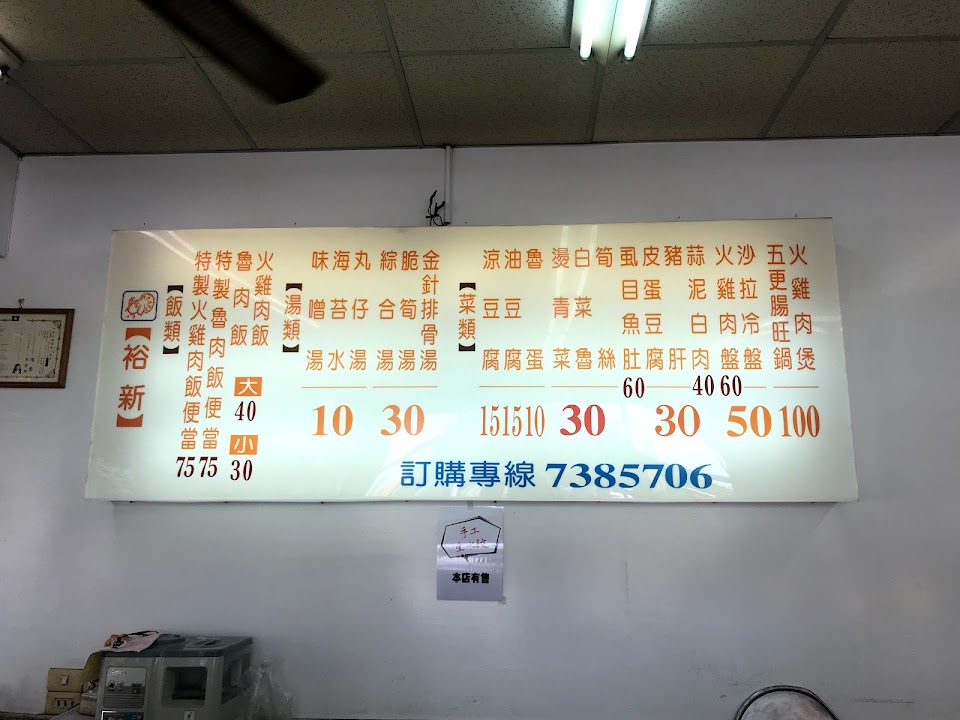 【裕新】
【飯類】
特製火雞肉飯便當
75
特製魯肉飯便當
75
魯肉飯
火雞肉飯
大
40
小
30
【湯類】
味噌湯
海苔水
丸仔湯
10
綜合湯
脆筍湯
金針排骨湯
30
【菜類】
涼豆腐
15
油豆腐
15
魯蛋
10
燙青菜
白菜魯
筍絲
30
虱目魚肚
60
皮蛋豆腐
豬肝
30
蒜泥白肉
40
火雞肉盤
60
沙拉冷盤
50
五更腸旺鍋
火雞肉煲
100
訂購專線 7385706
手工
本店有售